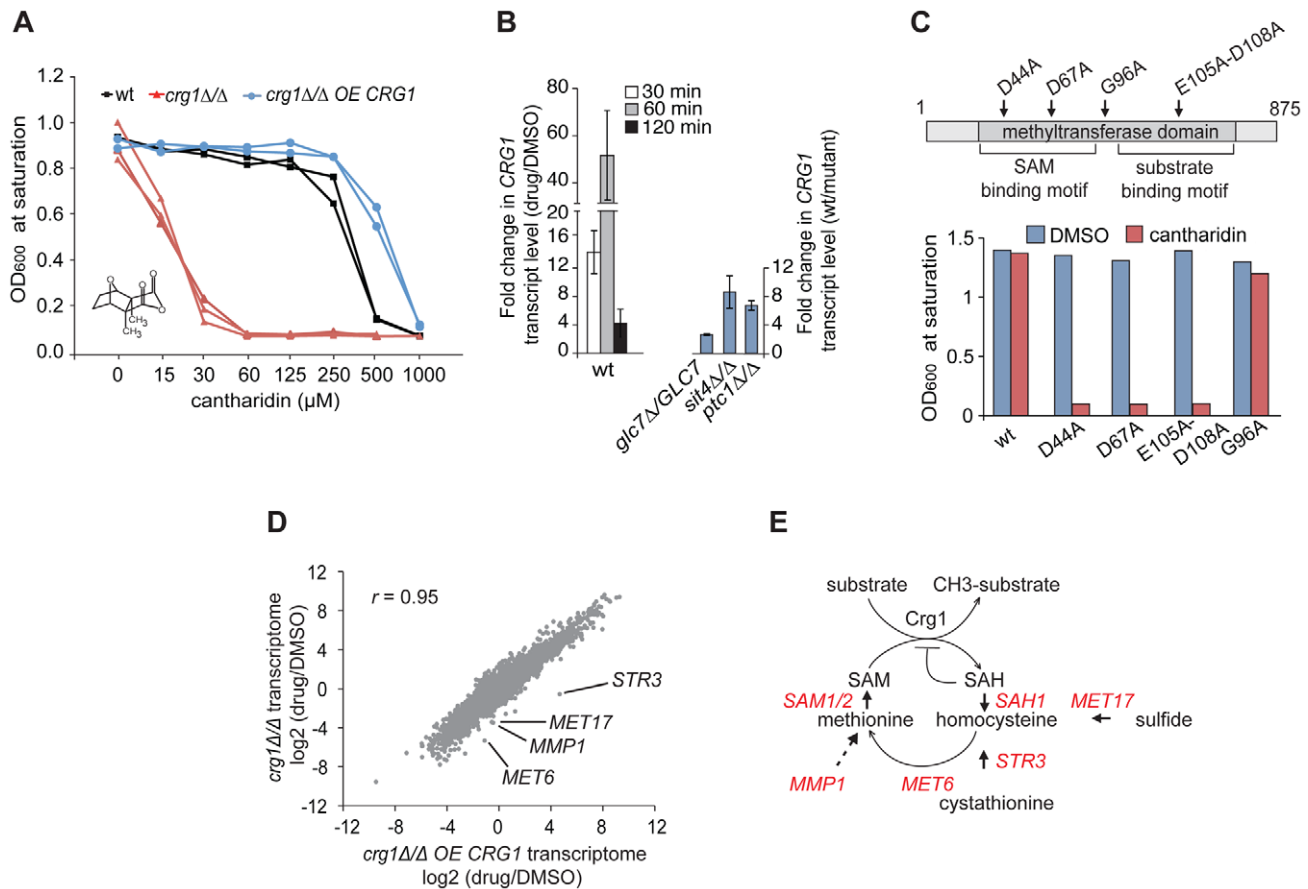 A
wt
crg1Δ/Δ
crg1Δ/Δ OE CRG1
OD600 at saturation
1.0
0.8
0.6
0.4
0.2
0.0
O
O
O
O
CH3
CH3
0 15 30 60 125 250 500 1000
cantharidin (µM)
B
30 min
60 min
120 min
Fold change in CRG1
transcript level (drug/DMSO)
80
60
40
20
16
12
8
4
0
wt
12
8
4
0
Fold change in CRG1
transcript level (wt/mutant)
glc7Δ/GLC7
sit4Δ/Δ
ptc1Δ/Δ
C
D44A
D67A
G96A
E105A-D108A
1
875
methyltransferase domain
SAM
binding motif
substrate
binding motif
DMSO
cantharidin
OD600 at saturation
1.5
1
0.5
0
wt
D44A
D67A
E105A-
D108A
G96A
D
crg1Δ/Δ transcriptome
log2 (drug/DMSO)
12
8
4
0
-4
-8
-12
r = 0.95
STR3
MET17
MMP1
MET6
-12 -8 -4 0 4 8 12
crg1Δ/Δ OE CRG1 transcriptome
log2 (drug/DMSO)
E
substrate
CH3-substrate
Crg1
SAM
SAH
SAM1/2
SAH1
MET17
methionine
homocysteine
sulfide
STR3
MMP1
MET6
cystathionine